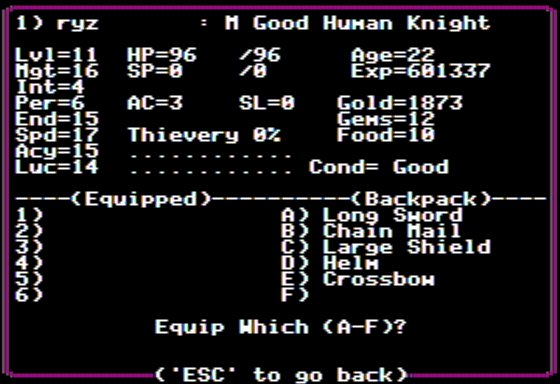 1) ryz : M Good Human Knight
Lvl=11 HP=96 /96 Age=22
Mgt=16 SP=0 /0 Exp=601337
Int=4
Per=6 AC=3 SL=0 Gold=1873
End=15 Gems=12
Spd=17 Thievery 0% Food=10
Acy=15 ............
Luc=14 ............ Cond= Good
----(Equipped)----------(Backpack)----
1) A) Long Sword
2) B) Chain Mail
3) C) Large Shield
4) D) Helm
5) E) Crossbow
6) F)
Equip Which (A-F)?
('ESC' to go back)